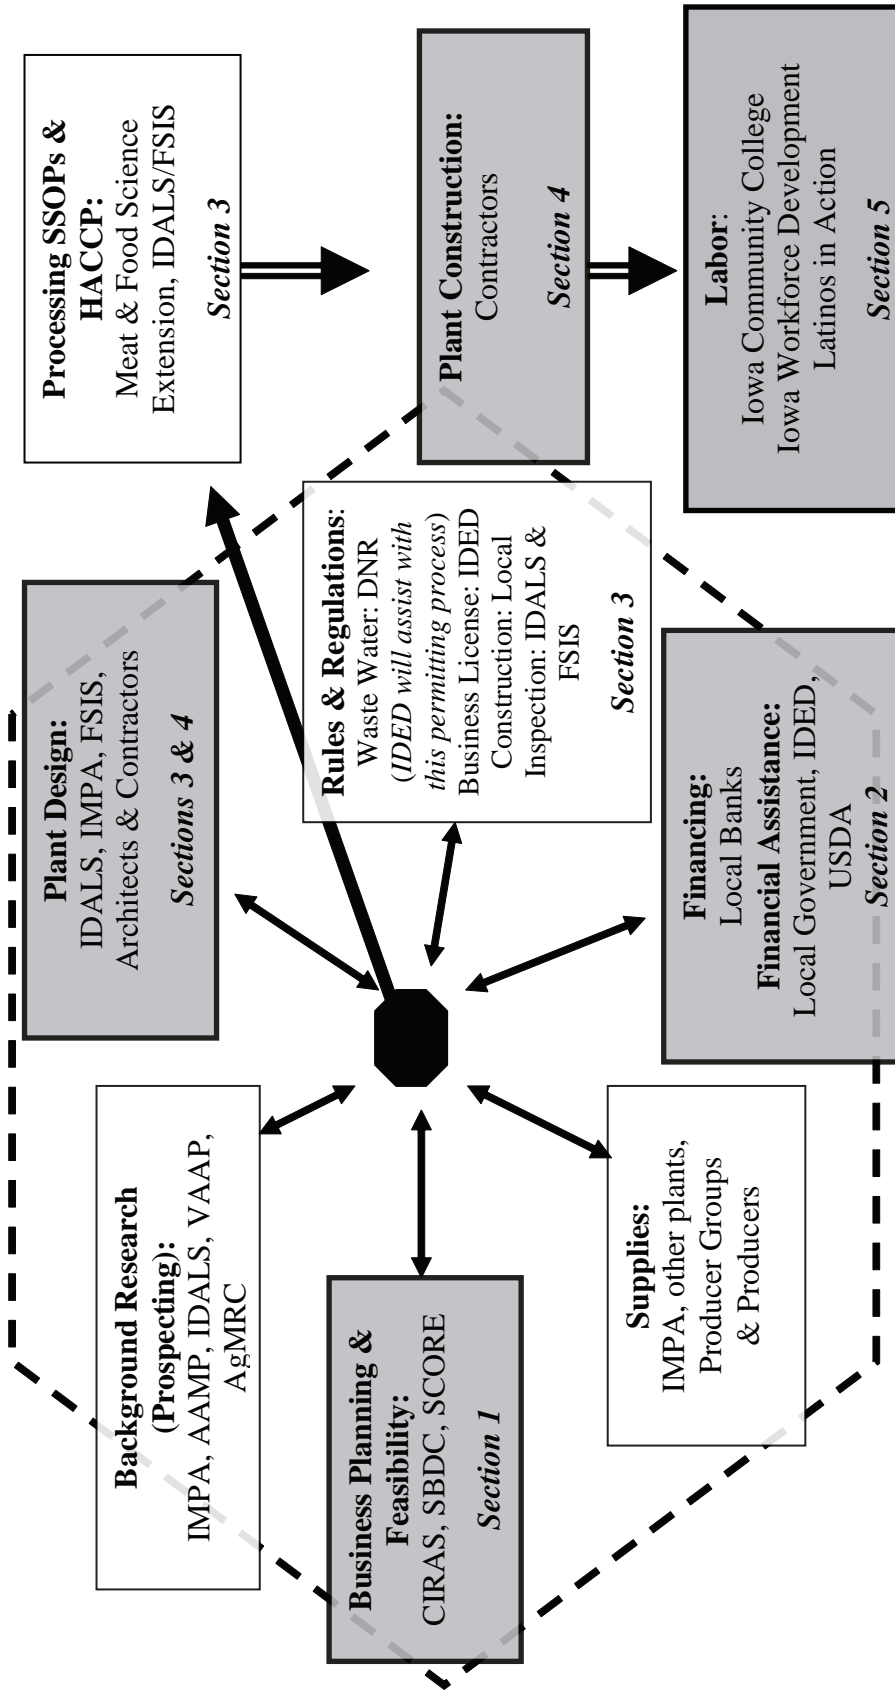 Background Research
(Prospecting):
IMPA, AAMP, IDALS, VAAP,
AgMRC
Plant Design:
IDALS, IMPA, FSIS,
Architects & Contractors
Sections 3 & 4
Processing SSOPs &
HACCP:
Meat & Food Science
Extension, IDALS/FSIS
Section 3
Business Planning &
Feasibility:
CIRAS, SBDC, SCORE
Section 1
Rules & Regulations:
Waste Water: DNR
(IDED will assist with
this permitting process)
Business License: IDED
Construction: Local
Inspection: IDALS &
FSIS
Section 3
Plant Construction:
Contractors
Section 4
Supplies:
IMPA, other plants,
Producer Groups
& Producers
Financing:
Local Banks
Financial Assistance:
Local Government, IDED,
USDA
Section 2
Labor:
Iowa Community College
Iowa Workforce Development
Latinos in Action
Section 5